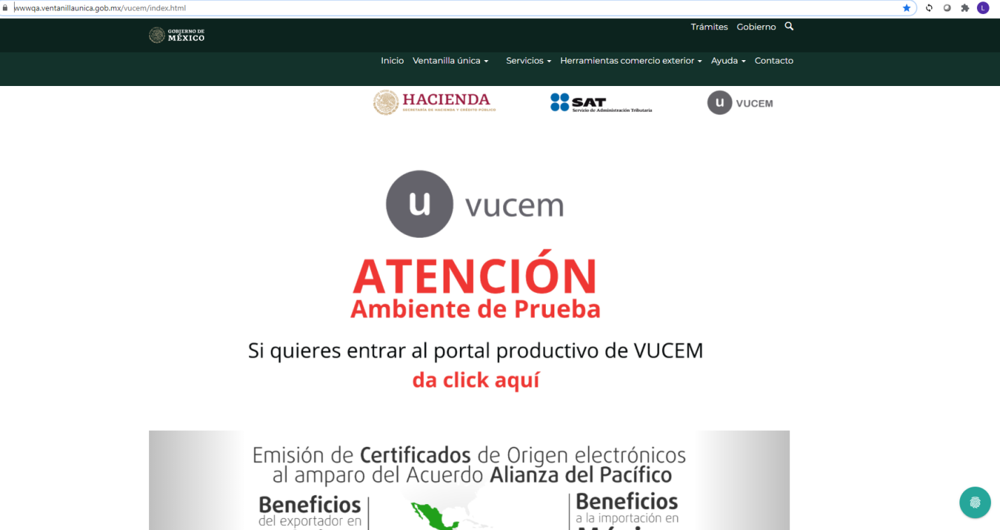 wwwqa.ventanillaunica.gob.mx/vucem/index.html
L
GOBIERNO DE
MÉXICO
Trámites Gobierno
Inicio Ventanilla única Servicios Herramientas comercio exterior Ayuda Contacto
HACIENDA
SECRETARÍA DE HACIENDA Y CRÉDITO PÚBLICO
SAT
Servicio de Administración Tributaria
u VUCEM
u vucem
ATENCIÓN
Ambiente de Prueba
Si quieres entrar al portal productivo de VUCEM
da click aquí
Emisión de Certificados de Origen electrónicos
al amparo del Acuerdo Alianza del Pacífico
Beneficios
del exportador en
Beneficios
a la importación en